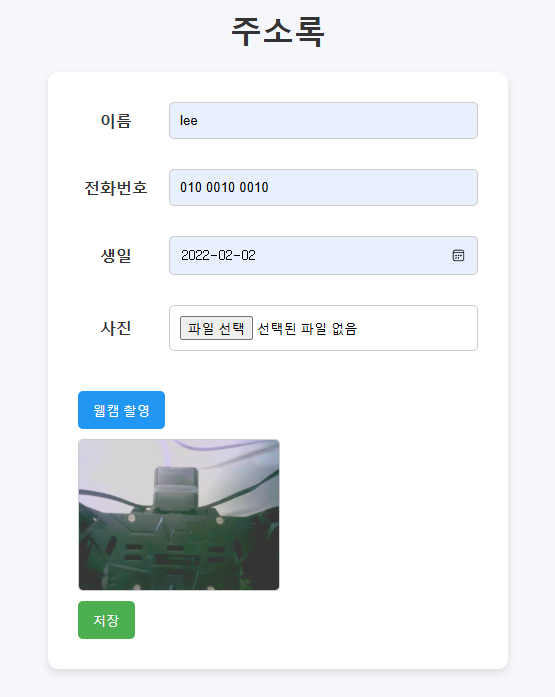 주소록
이름 lee
전화번호 010 0010 0010
생일 2022-02-02
사진 파일 선택 선택된 파일 없음
웹캠 촬영
저장